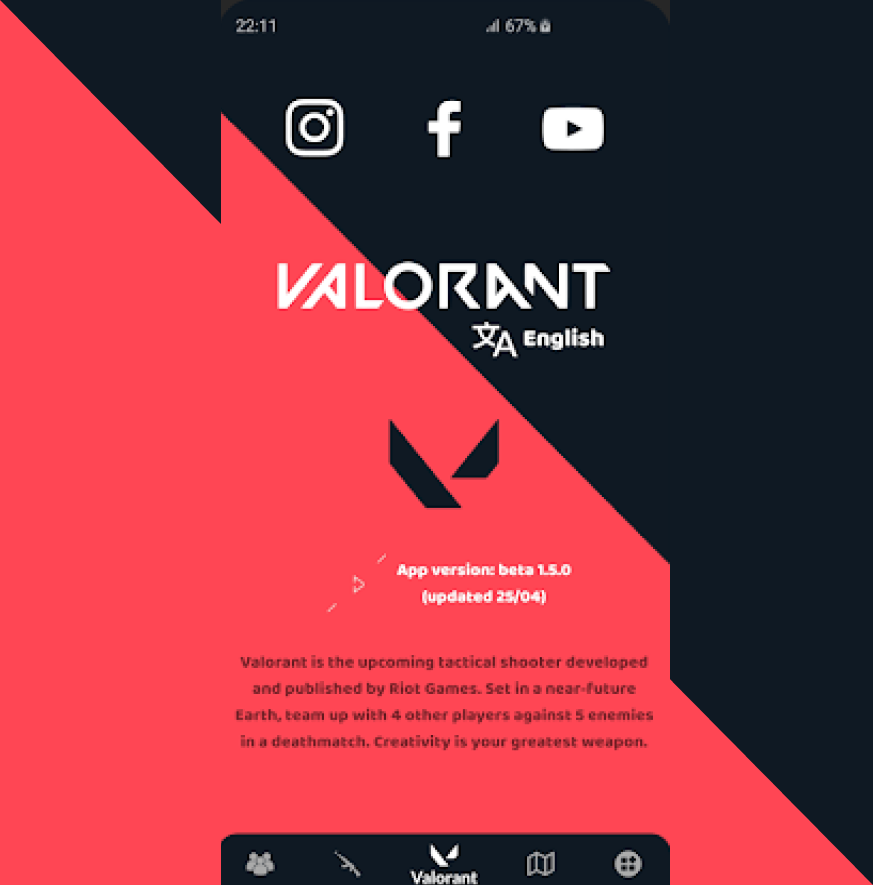 22:11 67%
VALORANT
English
App version: beta 1.5.0
(updated 25/04)
Valorant is the upcoming tactical shooter developed
and published by Riot Games. Set in a near-future
Earth, team up with 4 other players against 5 enemies
in a deathmatch. Creativity is your greatest weapon.
Valorant